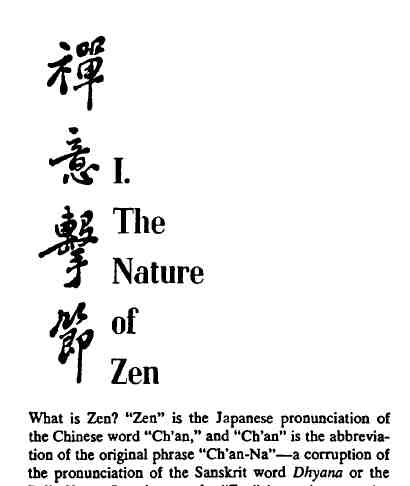 禪意擊節
I.
The
Nature
of
Zen
What is Zen? “Zen” is the Japanese pronunciation of
the Chinese word “Ch’an,” and “Ch’an” is the abbrevia-
tion of the original phrase “Ch’an-Na”—a corruption of
the pronunciation of the Sanskrit word Dhyana or the